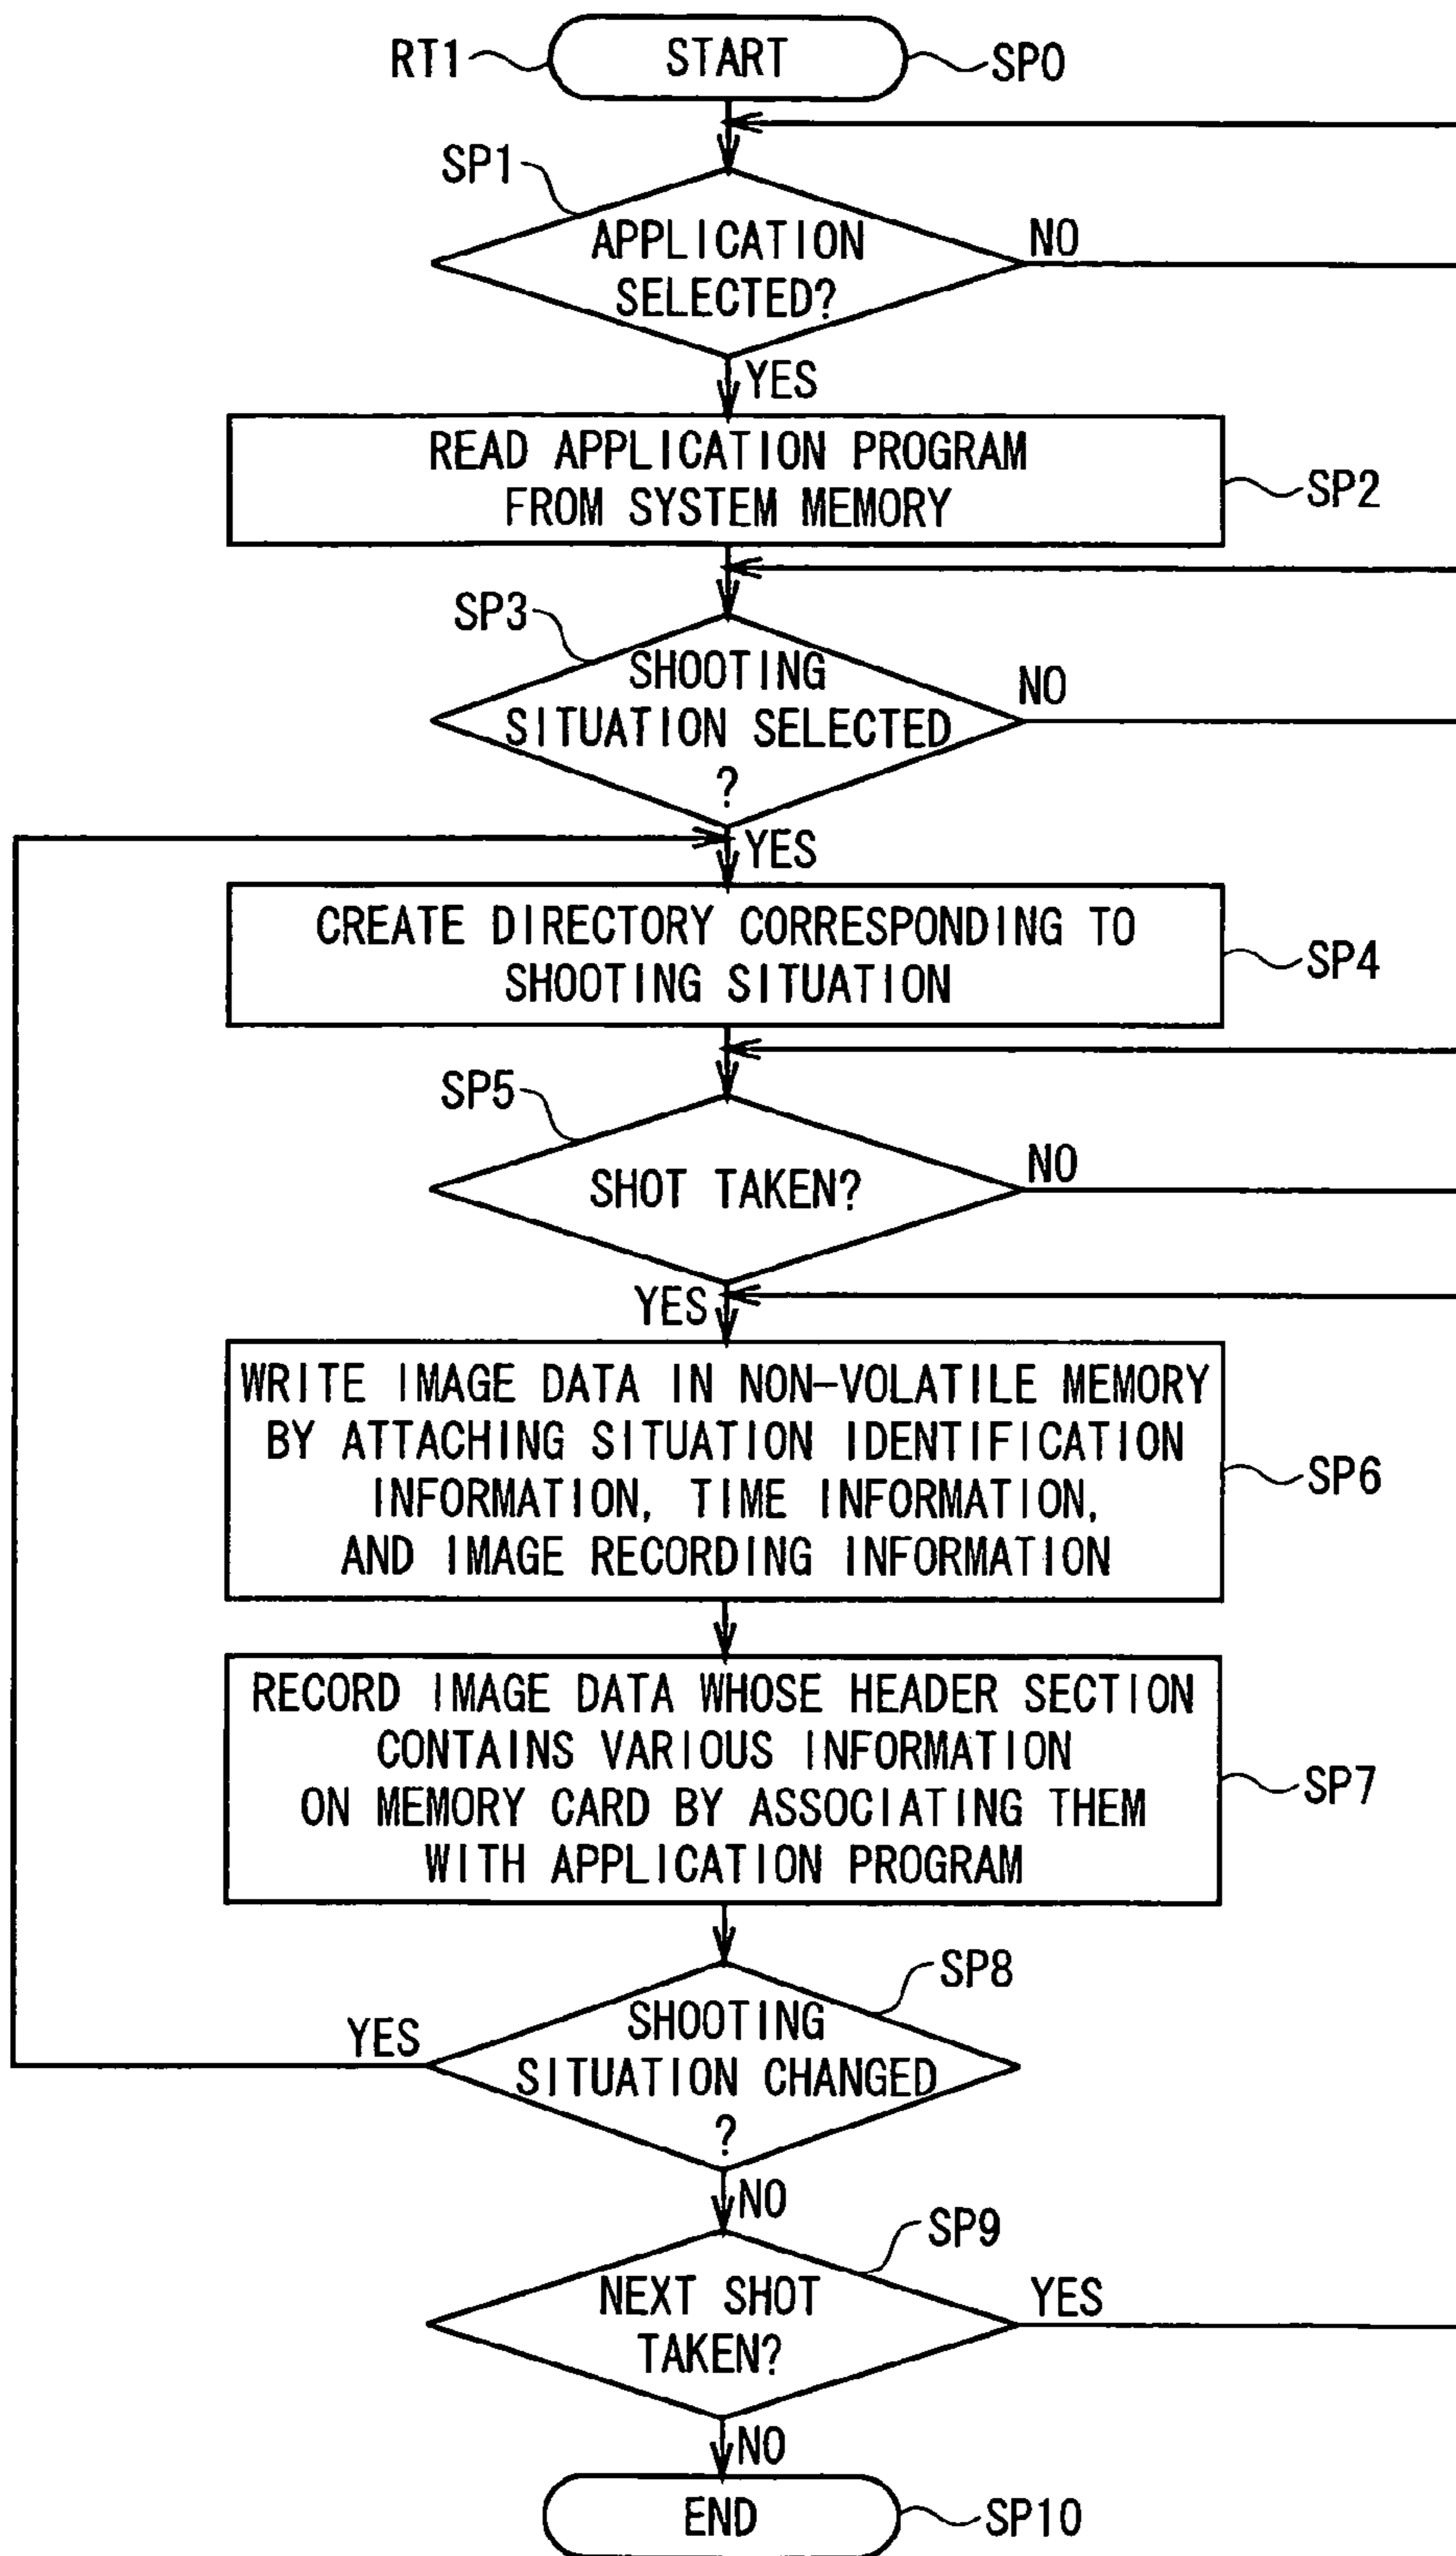 RT1
START
SP0
SP1
APPLICATION
SELECTED?
NO
YES
READ APPLICATION PROGRAM
FROM SYSTEM MEMORY
SP2
SP3
SHOOTING
SITUATION SELECTED
?
NO
YES
CREATE DIRECTORY CORRESPONDING TO
SHOOTING SITUATION
SP4
SP5
SHOT TAKEN?
NO
YES
WRITE IMAGE DATA IN NON-VOLATILE MEMORY
BY ATTACHING SITUATION IDENTIFICATION
INFORMATION, TIME INFORMATION,
AND IMAGE RECORDING INFORMATION
SP6
RECORD IMAGE DATA WHOSE HEADER SECTION
CONTAINS VARIOUS INFORMATION
ON MEMORY CARD BY ASSOCIATING THEM
WITH APPLICATION PROGRAM
SP7
SP8
SHOOTING
SITUATION CHANGED
?
YES
NO
SP9
NEXT SHOT
TAKEN?
YES
NO
END
SP10